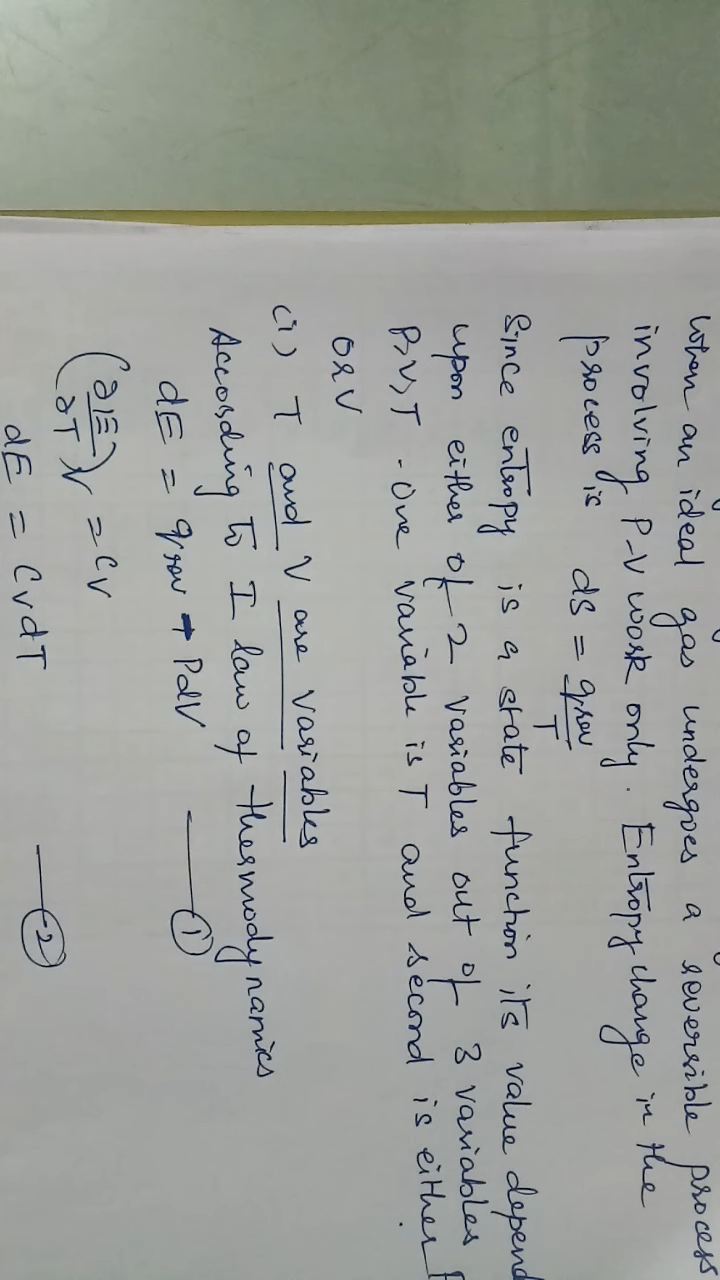 When an ideal gas undergoes a reversible process
involving P-V work only. Entropy change in the
process is dS = qrev/T
Since entropy is a state function its value depend
upon either of 2 variables out of 3 variables
P,V,T - One variable is T and second is either P
or V
(i) T and V are variables
According to I law of thermodynamics
dE = qrev - PdV —— ①
(∂E/∂T)V = CV
dE = CVdT —— ②